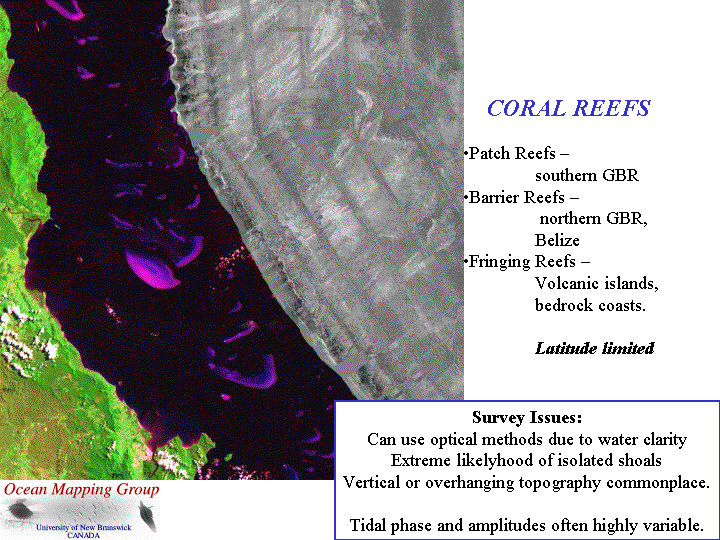 CORAL REEFS
•Patch Reefs –
southern GBR
•Barrier Reefs –
northern GBR,
Belize
•Fringing Reefs –
Volcanic islands,
bedrock coasts.
Latitude limited
Survey Issues:
Can use optical methods due to water clarity
Extreme likelyhood of isolated shoals
Vertical or overhanging topography commonplace.
Tidal phase and amplitudes often highly variable.
Ocean Mapping Group
University of New Brunswick
CANADA